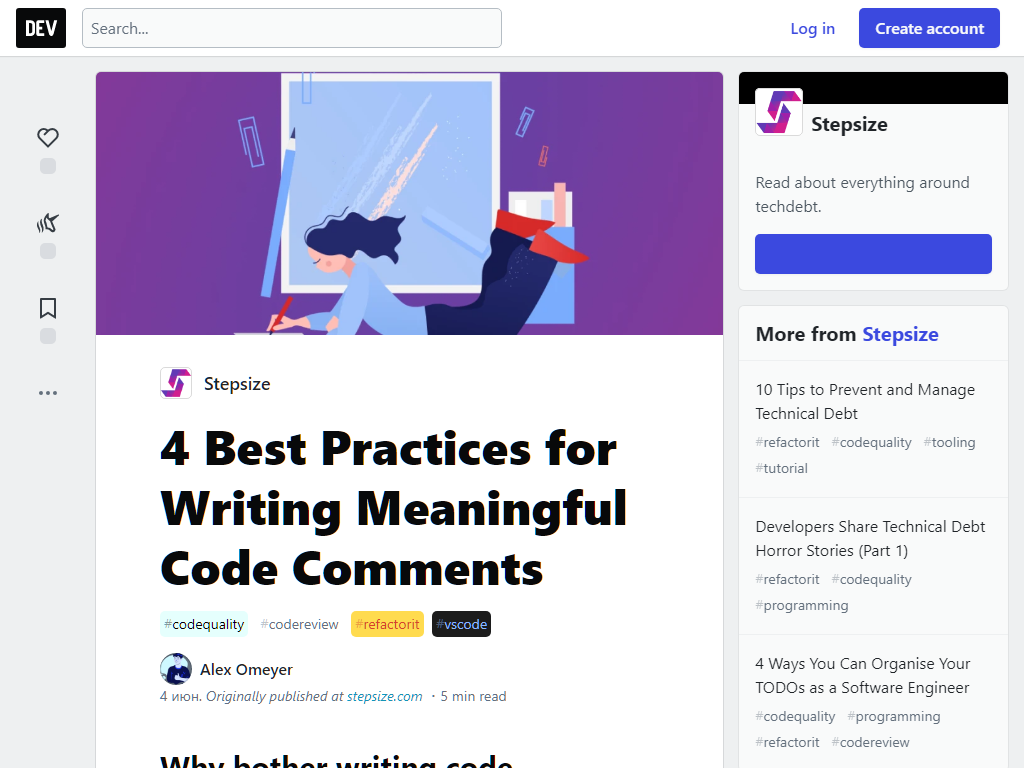 DEV
Search...
Log in
Create account
Stepsize
Read about everything around
techdebt.
More from Stepsize
10 Tips to Prevent and Manage
Technical Debt
#refactorit #codequality #tooling
#tutorial
Developers Share Technical Debt
Horror Stories (Part 1)
#refactorit #codequality
#programming
4 Ways You Can Organise Your
TODOs as a Software Engineer
#codequality #programming
#refactorit #codereview
Stepsize
4 Best Practices for
Writing Meaningful
Code Comments
#codequality #codereview #refactorit #vscode
Alex Omeyer
4 июн. Originally published at stepsize.com ・5 min read
Why bother writing code